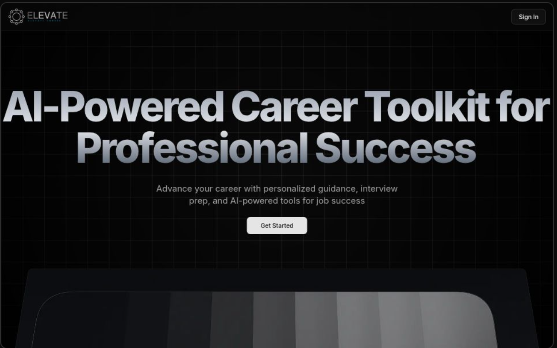 ELEVATE
Sign In
AI-Powered Career Toolkit for
Professional Success
Advance your career with personalized guidance, interview
prep, and AI-powered tools for job success
Get Started